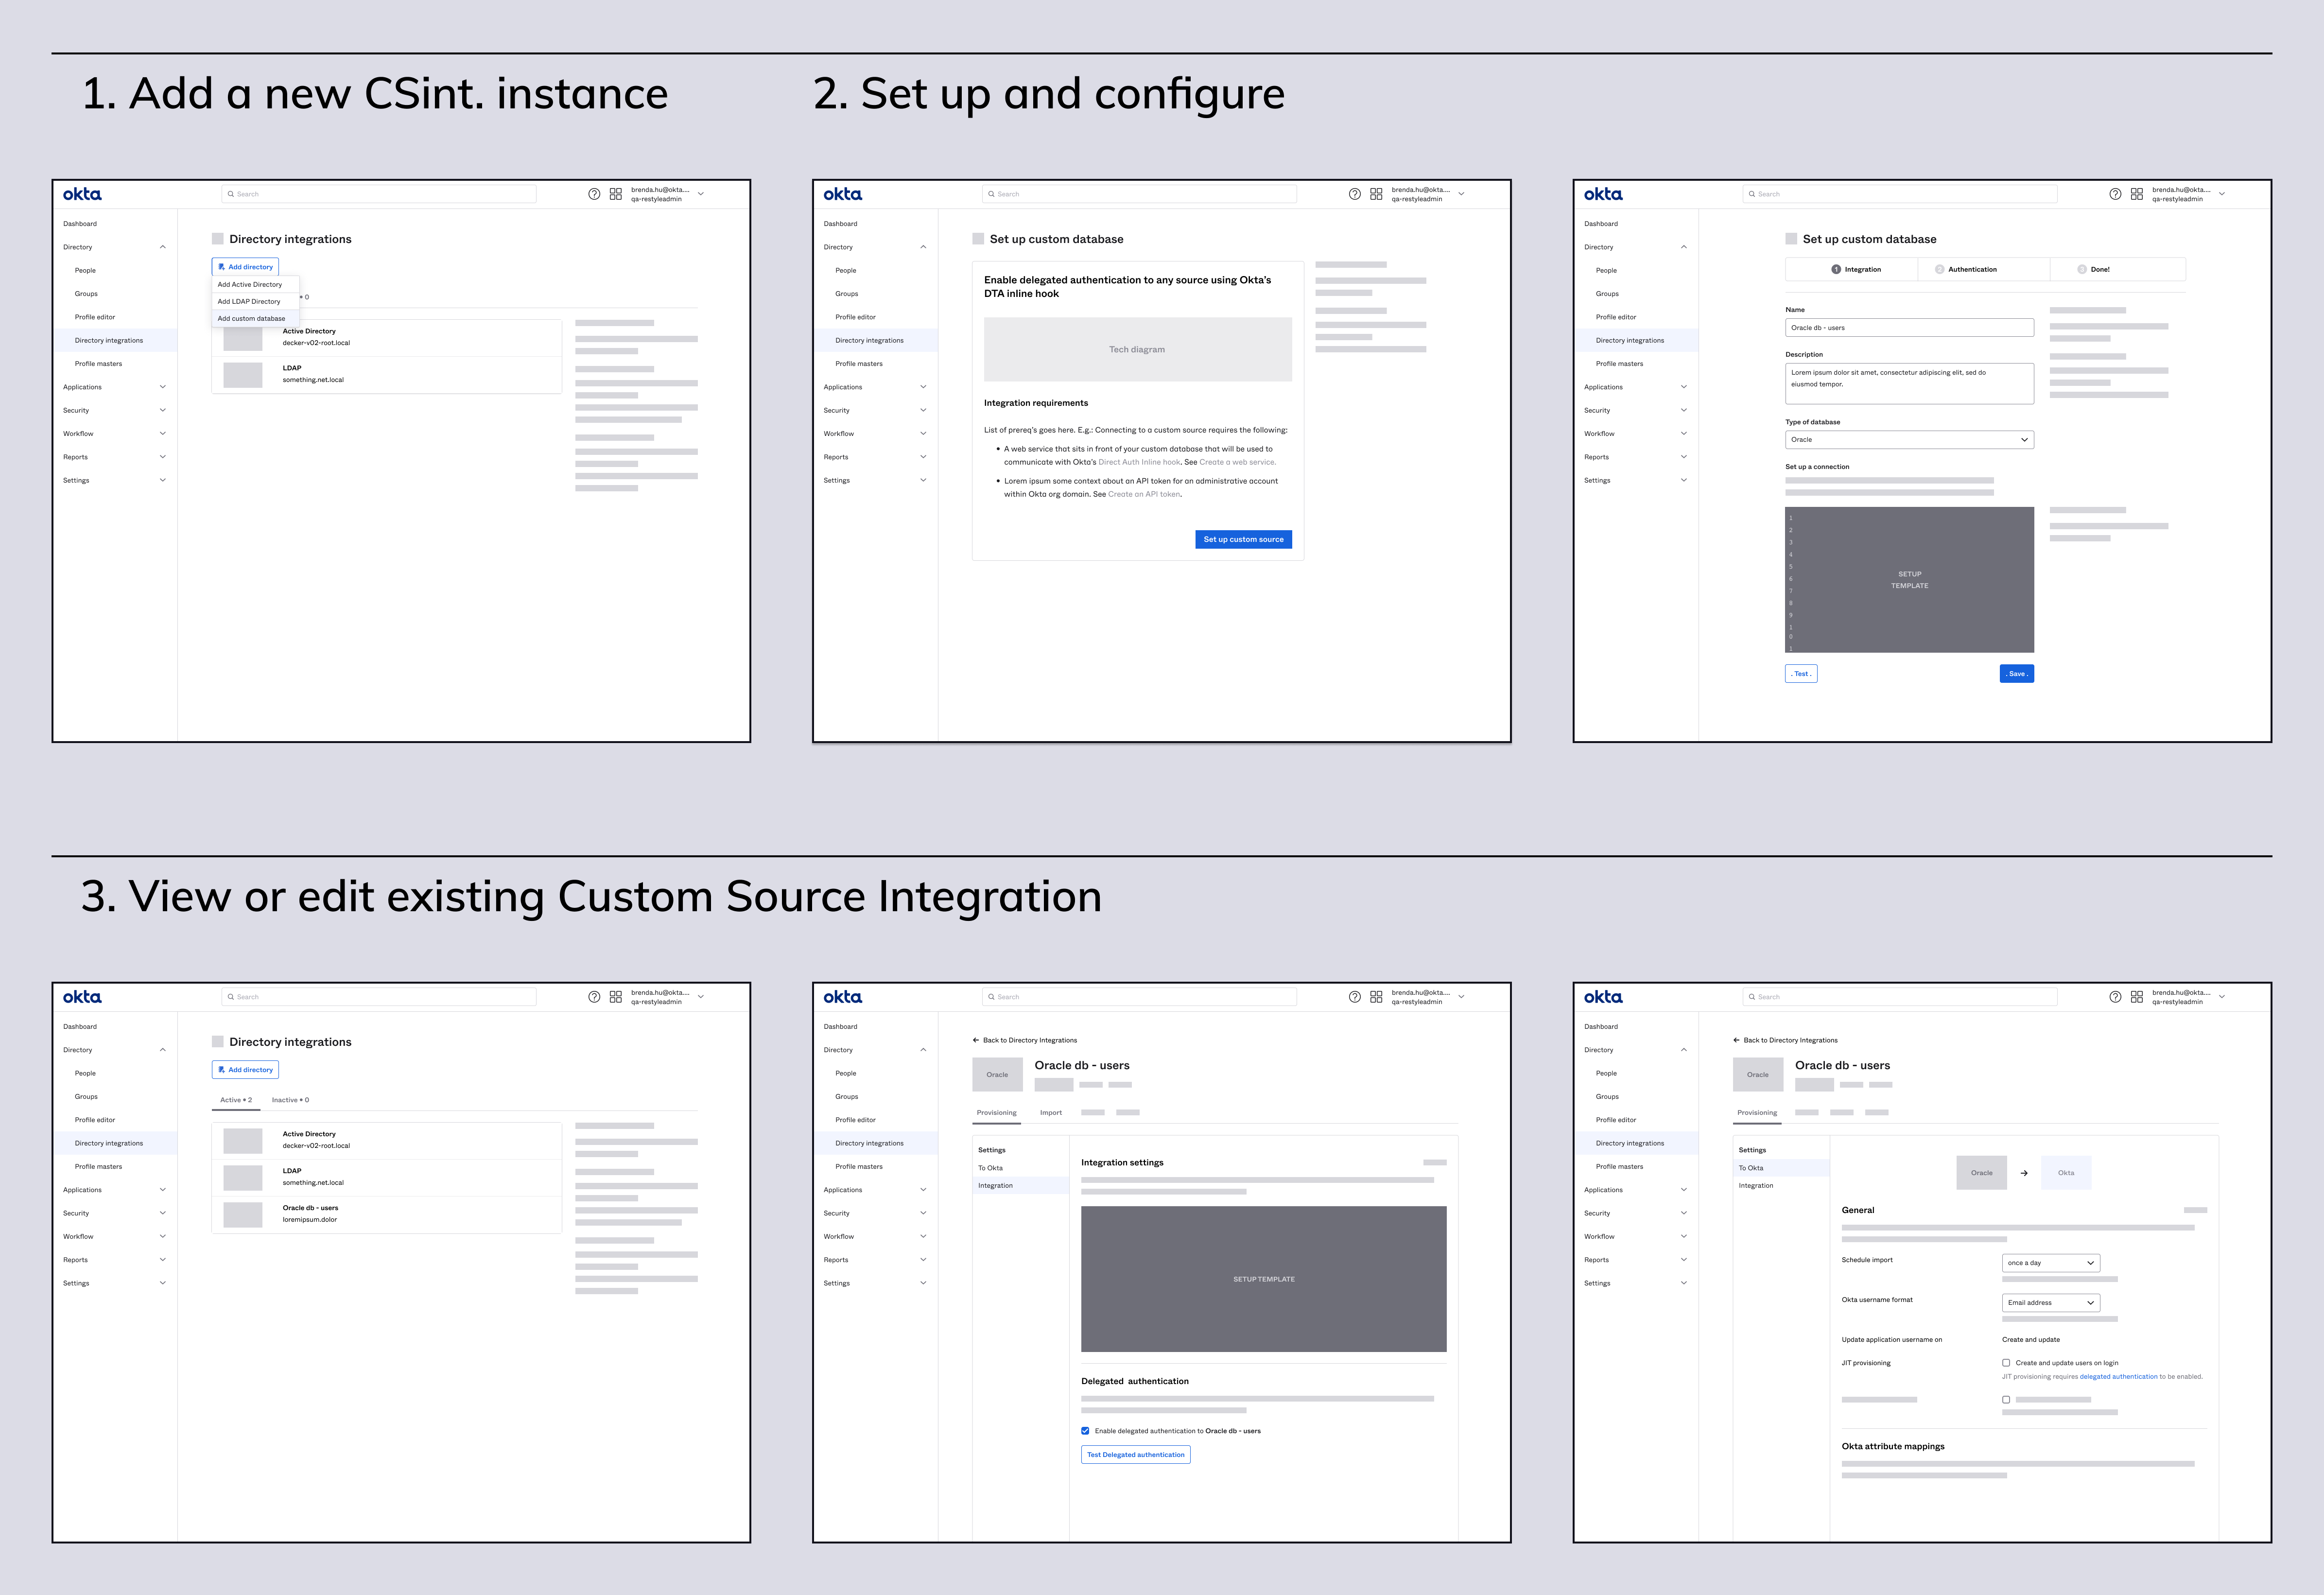 1. Add a new CSint. instance
2. Set up and configure
okta
Search
brenda.hu@okta....
qa-restyleadmin
Dashboard
Directory
People
Groups
Profile editor
Directory integrations
Profile masters
Applications
Security
Workflow
Reports
Settings
Directory integrations
Add directory
Add Active Directory
Add LDAP Directory
Add custom database
• 0
Active Directory
decker-v02-root.local
LDAP
something.net.local
okta
Search
brenda.hu@okta....
qa-restyleadmin
Dashboard
Directory
People
Groups
Profile editor
Directory integrations
Profile masters
Applications
Security
Workflow
Reports
Settings
Set up custom database
Enable delegated authentication to any source using Okta's
DTA inline hook
Tech diagram
Integration requirements
List of prereq's goes here. E.g.: Connecting to a custom source requires the following:
• A web service that sits in front of your custom database that will be used to
communicate with Okta's Direct Auth Inline hook. See Create a web service.
• Lorem ipsum some context about an API token for an administrative account
within Okta org domain. See Create an API token.
Set up custom source
okta
Search
brenda.hu@okta....
qa-restyleadmin
Dashboard
Directory
People
Groups
Profile editor
Directory integrations
Profile masters
Applications
Security
Workflow
Reports
Settings
Set up custom database
1 Integration
2 Authentication
3 Done!
Name
Oracle db - users
Description
Lorem ipsum dolor sit amet, consectetur adipiscing elit, sed do
eiusmod tempor.
Type of database
Oracle
Set up a connection
1
2
3
4
5
6
7
8
9
1
0
1
SETUP
TEMPLATE
. Test .
. Save .
3. View or edit existing Custom Source Integration
okta
Search
brenda.hu@okta....
qa-restyleadmin
Dashboard
Directory
People
Groups
Profile editor
Directory integrations
Profile masters
Applications
Security
Workflow
Reports
Settings
Directory integrations
Add directory
Active • 2
Inactive • 0
Active Directory
decker-v02-root.local
LDAP
something.net.local
Oracle db - users
loremipsum.dolor
okta
Search
brenda.hu@okta....
qa-restyleadmin
Dashboard
Directory
People
Groups
Profile editor
Directory integrations
Profile masters
Applications
Security
Workflow
Reports
Settings
Back to Directory Integrations
Oracle
Oracle db - users
Provisioning
Import
Settings
To Okta
Integration
Integration settings
SETUP TEMPLATE
Delegated authentication
Enable delegated authentication to Oracle db - users
Test Delegated authentication
okta
Search
brenda.hu@okta....
qa-restyleadmin
Dashboard
Directory
People
Groups
Profile editor
Directory integrations
Profile masters
Applications
Security
Workflow
Reports
Settings
Back to Directory Integrations
Oracle
Oracle db - users
Provisioning
Settings
To Okta
Integration
Oracle
Okta
General
Schedule import
once a day
Okta username format
Email address
Update application username on
Create and update
JIT provisioning
Create and update users on login
JIT provisioning requires delegated authentication to be enabled.
Okta attribute mappings